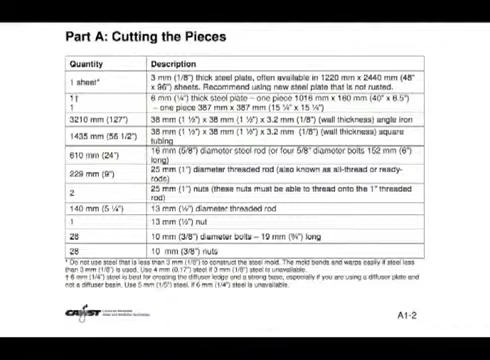 Part A: Cutting the Pieces
Quantity Description
1 sheet* 3 mm (1/8") thick steel plate, often available in 1220 mm x 2440 mm (48"
x 96") sheets. Recommend using new steel plate that is not rusted.
1† 6 mm (¼") thick steel plate – one piece 1016 mm x 160 mm (40" x 6.5")
1 – one piece 387 mm x 387 mm (15 ¼" x 15 ¼")
3210 mm (127") 38 mm (1 ½") x 38 mm (1 ½") x 3.2 mm (1/8") (wall thickness) angle iron
1435 mm (56 1/2") 38 mm (1 ½") x 38 mm (1 ½") x 3.2 mm (1/8") (wall thickness) square
tubing
610 mm (24") 16 mm (5/8") diameter steel rod (or four 5/8" diameter bolts 152 mm (6")
long)
229 mm (9") 25 mm (1") diameter threaded rod (also known as all-thread or ready-
rods)
2 25 mm (1") nuts (these nuts must be able to thread onto the 1" threaded
rod)
140 mm (5 ¼") 13 mm (½") diameter threaded rod
1 13 mm (½") nut
28 10 mm (3/8") diameter bolts – 19 mm (¾") long
28 10 mm (3/8") nuts
* Do not use steel that is less than 3 mm (1/8") to construct the steel mold. The mold bends and warps easily if steel less
than 3 mm (1/8") is used. Use 4 mm (0.17") steel if 3 mm (1/8") steel is unavailable.
† 6 mm (1/4") steel is best for creating the diffuser ledge and a strong base, especially if you are using a diffuser plate and
not a diffuser basin. Use 5 mm (1/5") steel, if 6 mm (1/4") steel is unavailable.
CAWST
A1-2